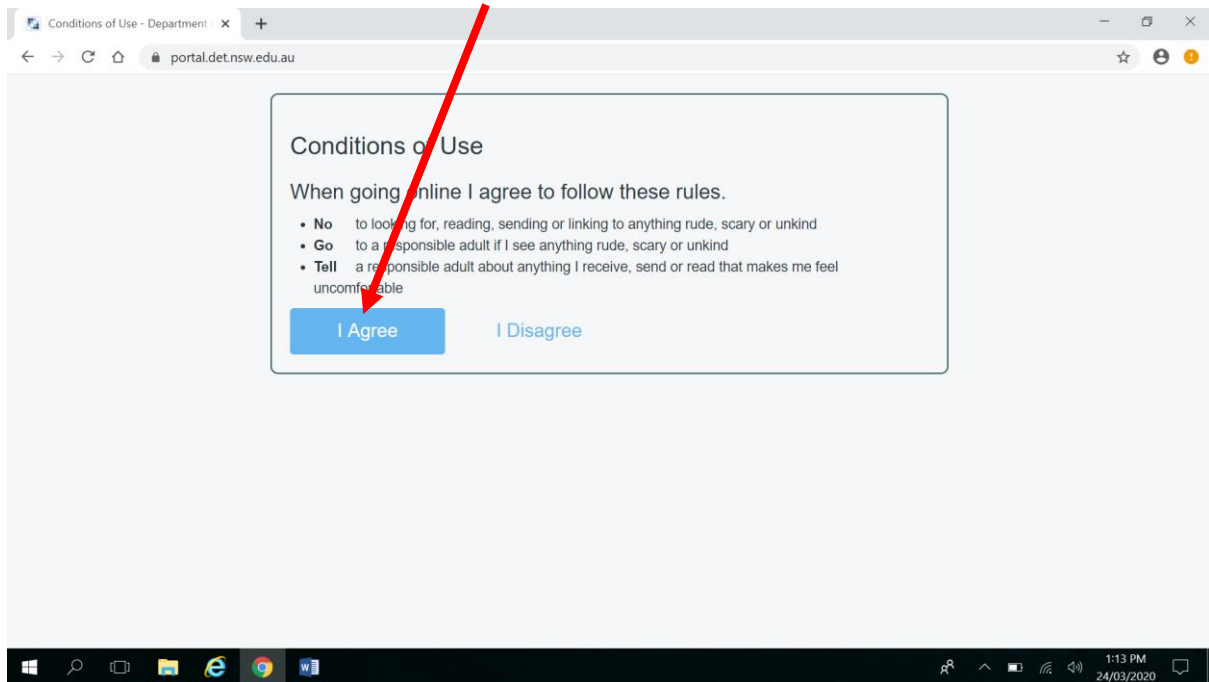 Conditions of Use - Department
portal.det.nsw.edu.au
Conditions of Use
When going online I agree to follow these rules.
• No to looking for, reading, sending or linking to anything rude, scary or unkind
• Go to a responsible adult if I see anything rude, scary or unkind
• Tell a responsible adult about anything I receive, send or read that makes me feel
uncomfortable
I Agree I Disagree
1:13 PM
24/03/2020